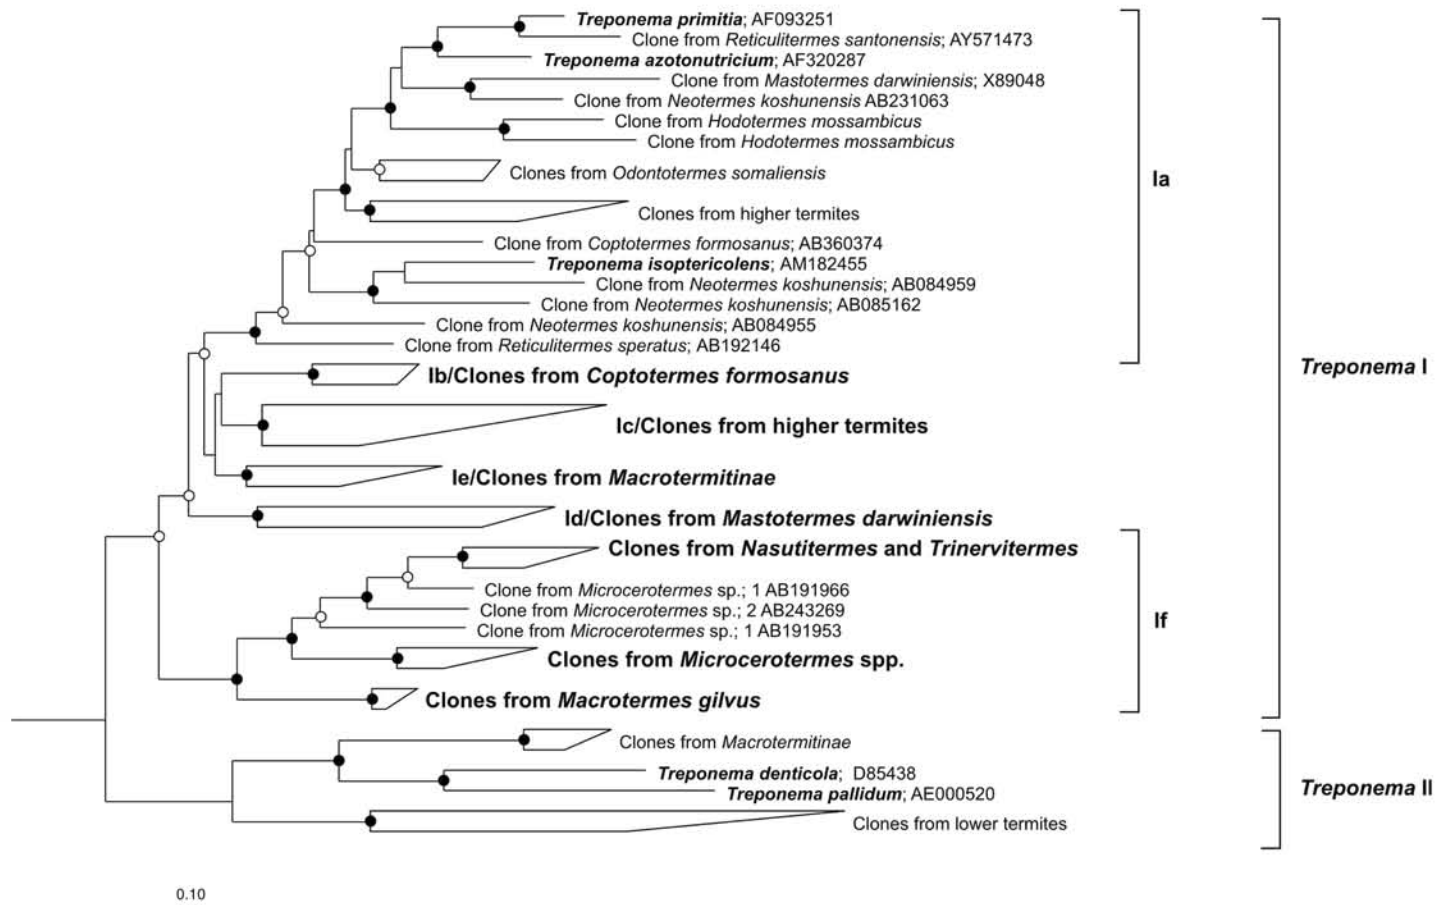 Treponema primitia; AF093251
Clone from Reticulitermes santonensis; AY571473
Treponema azotonutricium; AF320287
Clone from Mastotermes darwiniensis; X89048
Clone from Neotermes koshunensis AB231063
Clone from Hodotermes mossambicus
Clone from Hodotermes mossambicus
Clones from Odontotermes somaliensis
Ia
Clones from higher termites
Clone from Coptotermes formosanus; AB360374
Treponema isoptericolens; AM182455
Clone from Neotermes koshunensis; AB084959
Clone from Neotermes koshunensis; AB085162
Clone from Neotermes koshunensis; AB084955
Clone from Reticulitermes speratus; AB192146
Treponema I
Ib/Clones from Coptotermes formosanus
Ic/Clones from higher termites
Ie/Clones from Macrotermitinae
Id/Clones from Mastotermes darwiniensis
Clones from Nasutitermes and Trinervitermes
Clone from Microcerotermes sp.; 1 AB191966
Clone from Microcerotermes sp.; 2 AB243269
If
Clone from Microcerotermes sp.; 1 AB191953
Clones from Microcerotermes spp.
Clones from Macrotermes gilvus
Clones from Macrotermitinae
Treponema denticola; D85438
Treponema II
Treponema pallidum; AE000520
Clones from lower termites
0.10